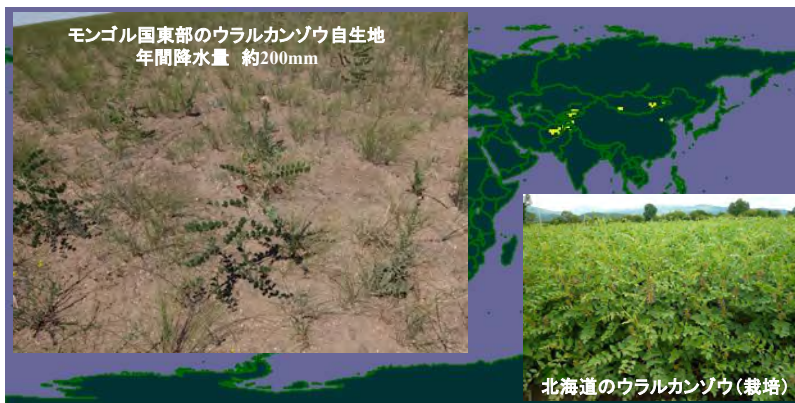 モンゴル国東部のウラルカンゾウ自生地
年間降水量　約200mm
北海道のウラルカンゾウ（栽培）